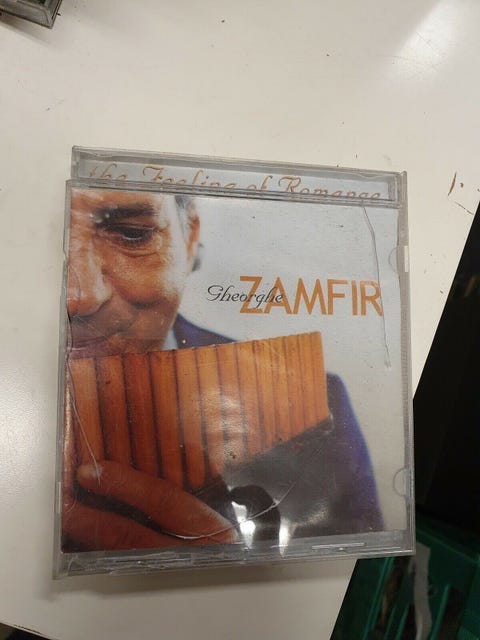 the Feeling of Romance
Gheorghe
ZAMFIR